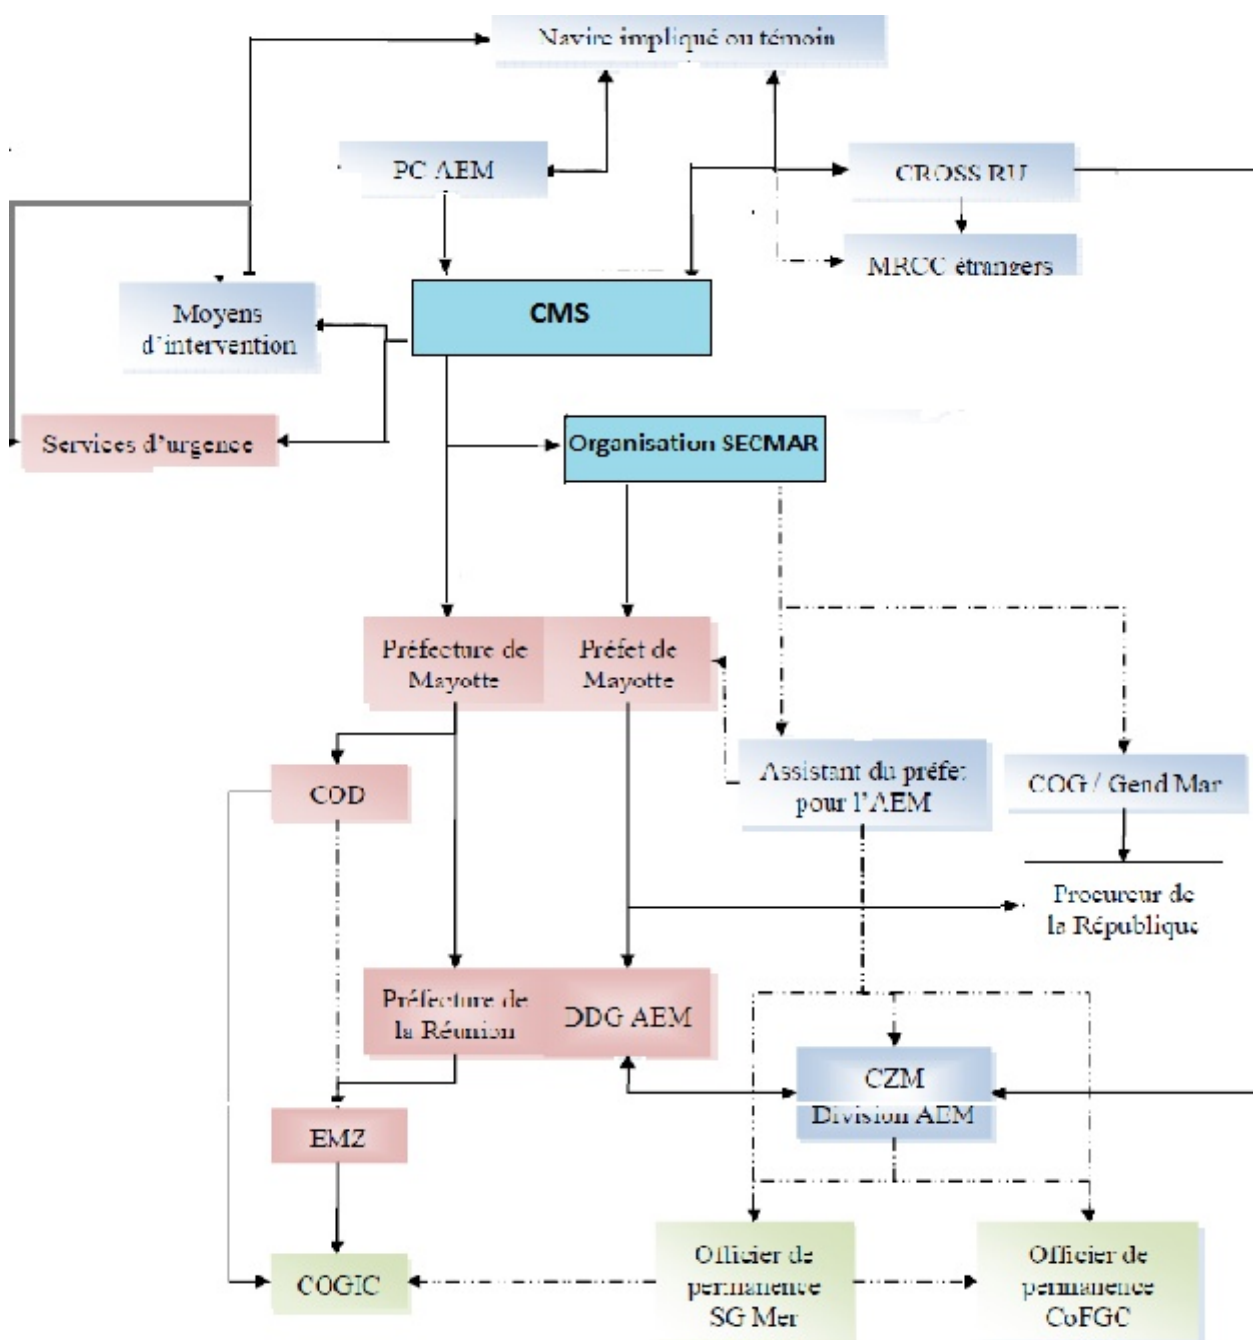 Navire impliqué ou témoin
PC AEM
CROSS RU
MRCC étrangers
CMS
Moyens
d'intervention
Services d'urgence
Organisation SECMAR
Préfecture de
Mayotte
Préfet de
Mayotte
Assistant du préfet
pour l'AEM
COG / Gend Mar
COD
Procureur de
la République
Préfecture de
la Réunion
DDG AEM
CZM
Division AEM
EMZ
COGIC
Officier de
permanence
SG Mer
Officier de
permanence
CoFGC